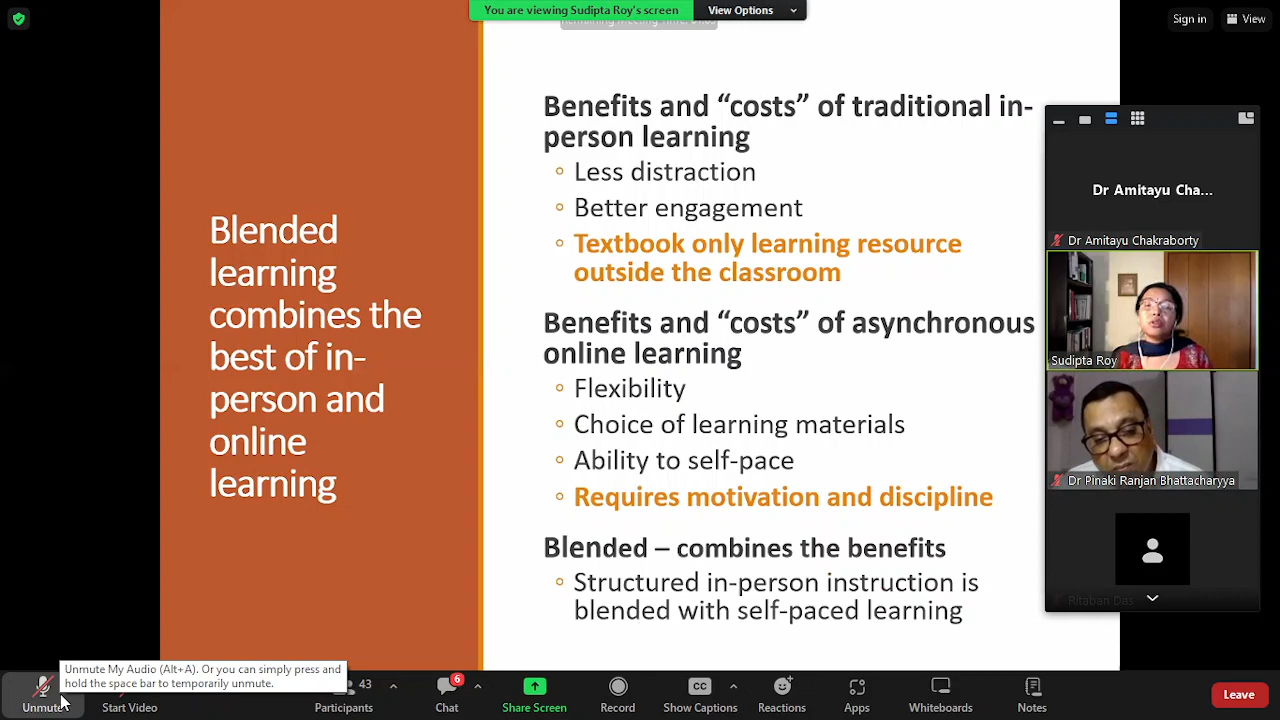 You are viewing Sudipta Roy's screen
View Options
Sign in
View
Blended
learning
combines the
best of in-
person and
online
learning
Benefits and “costs” of traditional in-
person learning
Less distraction
Better engagement
Textbook only learning resource
outside the classroom
Benefits and “costs” of asynchronous
online learning
Flexibility
Choice of learning materials
Ability to self-pace
Requires motivation and discipline
Blended – combines the benefits
Structured in-person instruction is
blended with self-paced learning
Dr Amitayu Cha...
Dr Amitayu Chakraborty
Sudipta Roy
Dr Pinaki Ranjan Bhattacharyya
Ritaban Das
Unmute My Audio (Alt+A). Or you can simply press and
hold the space bar to temporarily unmute.
43
6
CC
Unmute
Start Video
Participants
Chat
Share Screen
Record
Show Captions
Reactions
Apps
Whiteboards
Notes
Leave